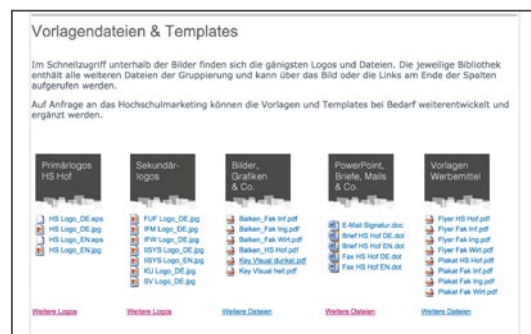 Vorlagendateien & Templates
Im Schnellzugriff unterhalb der Bilder finden sich die gänigsten Logos und Dateien. Die jeweilige Bibliothek
enthält alle weiteren Dateien der Gruppierung und kann über das Bild oder die Links am Ende der Spalten
aufgerufen werden.
Auf Anfrage an das Hochschulmarketing können die Vorlagen und Templates bei Bedarf weiterentwickelt und
ergänzt werden.
Primärlogos
HS Hof
HS Logo_DE.eps
HS Logo_DE.jpg
HS Logo_EN.eps
HS Logo_EN.jpg
Weitere Logos
Sekundär-
logos
FUF Logo_DE.jpg
IFM Logo_DE.jpg
IFW Logo_DE.jpg
iiSYS Logo_DE.jpg
iiSYS Logo_EN.jpg
KU Logo_DE.jpg
SV Logo_DE.jpg
Weitere Logos
Bilder,
Grafiken
& Co.
Balken_Fak Inf.pdf
Balken_Fak Ing.pdf
Balken_Fak Wirt.pdf
Balken_HS Hof.pdf
Key Visual dunkel.pdf
Key Visual hell.pdf
Weitere Dateien
PowerPoint,
Briefe, Mails
& Co.
E-Mail Signatur.doc
Brief HS Hof DE.dot
Brief HS Hof EN.dot
Fax HS Hof DE.dot
Fax HS Hof EN.dot
Weitere Dateien
Vorlagen
Werbemittel
Flyer HS Hof.pdf
Flyer Fak Inf.pdf
Flyer Fak Ing.pdf
Flyer Fak Wirt.pdf
Plakat HS Hof.pdf
Plakat Fak Inf.pdf
Plakat Fak Ing.pdf
Plakat Fak Wirt.pdf
Weitere Dateien